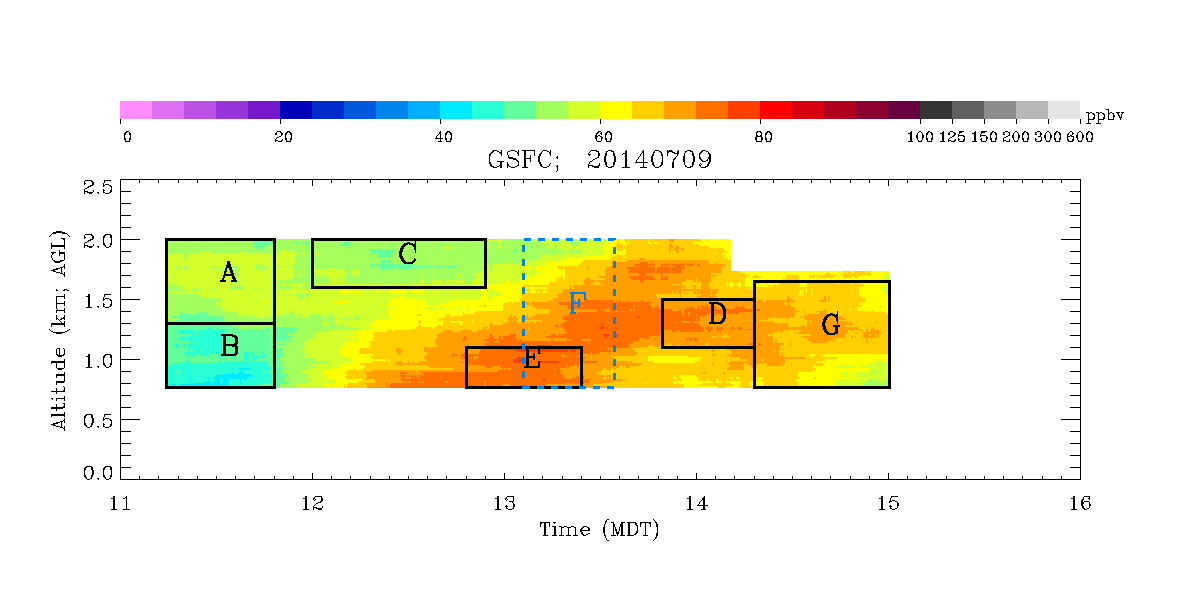 ppbv
0 20 40 60 80 100 125 150 200 300 600
GSFC; 20140709
2.5
2.0
1.5
1.0
0.5
0.0
Altitude (km; AGL)
A
B
C
D
E
F
G
11 12 13 14 15 16
Time (MDT)